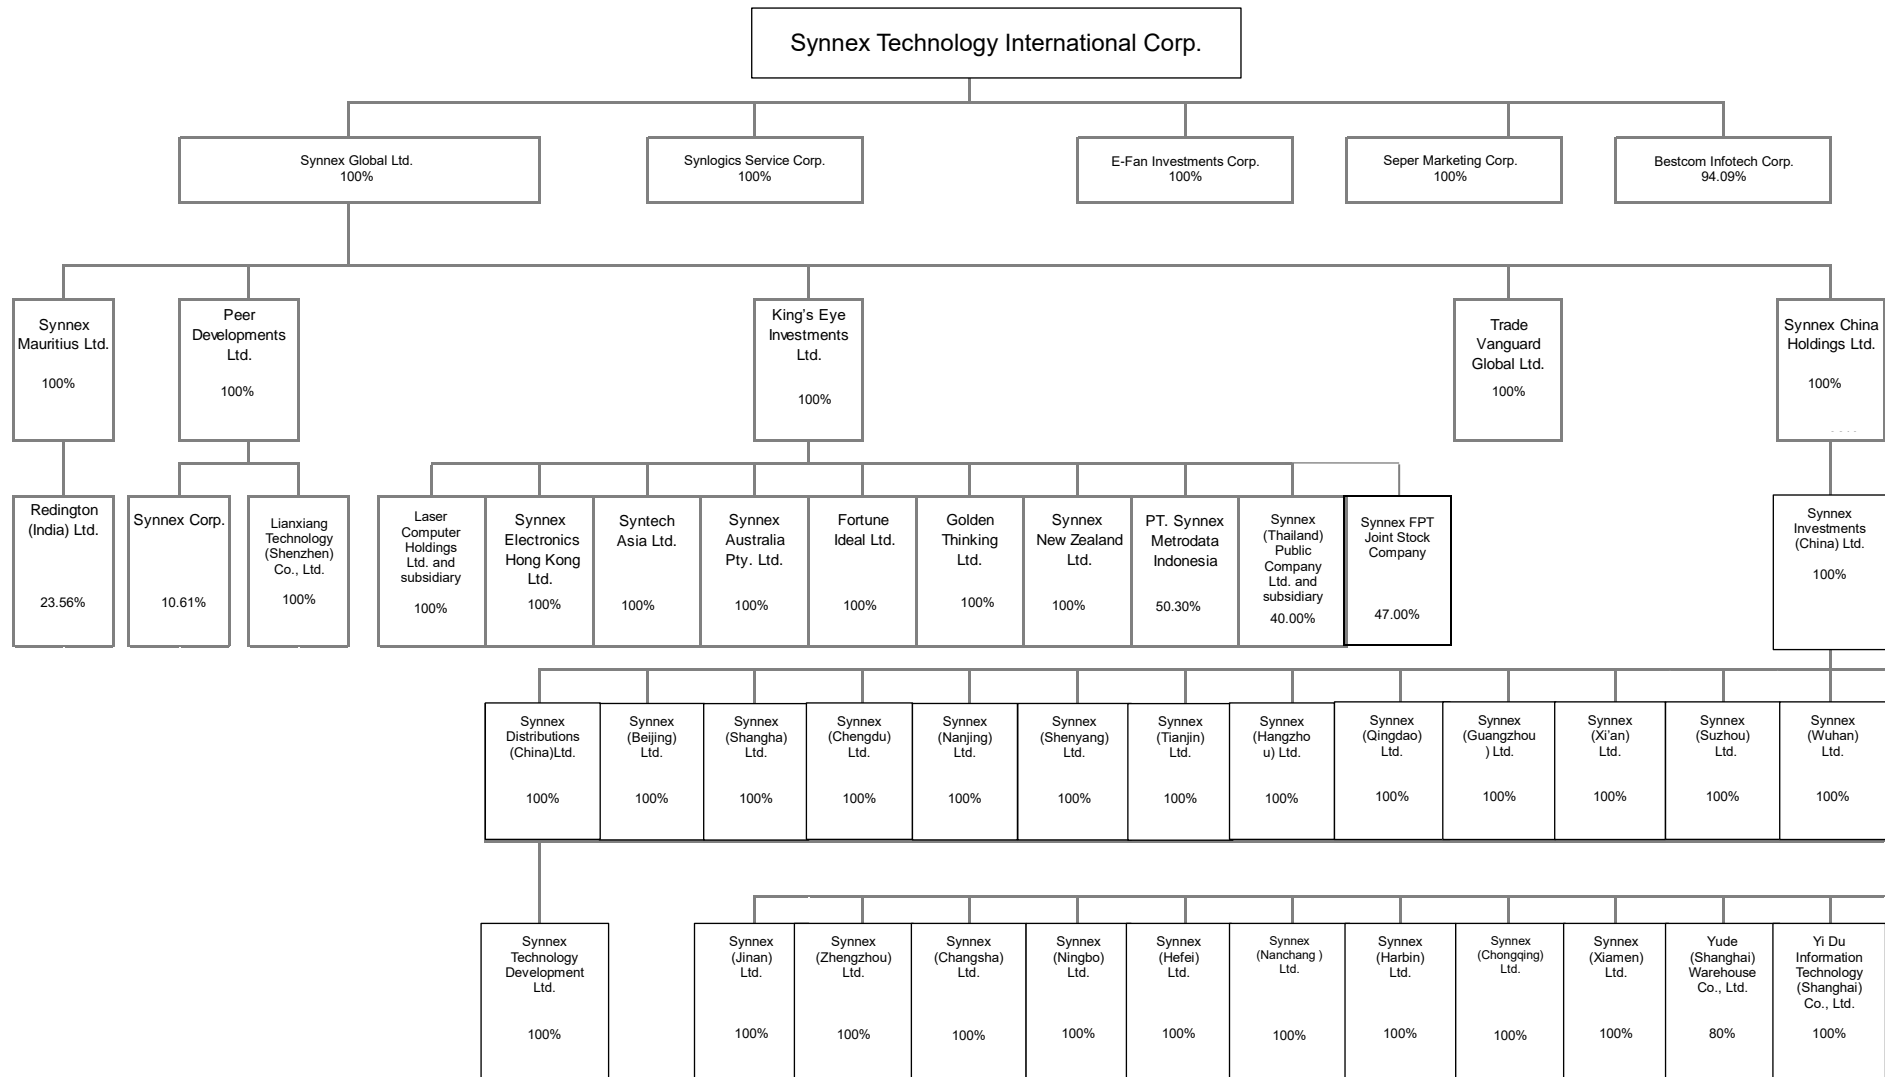 Synnex Technology International Corp.
Synnex Global Ltd.
100%
Synlogics Service Corp.
100%
E-Fan Investments Corp.
100%
Seper Marketing Corp.
100%
Bestcom Infotech Corp.
94.09%
Synnex
Mauritius Ltd.
100%
Peer
Developments
Ltd.
100%
King's Eye
Investments
Ltd.
100%
Trade
Vanguard
Global Ltd.
100%
Synnex China
Holdings Ltd.
100%
Redington
(India) Ltd.
23.56%
Synnex Corp.
10.61%
Lianxiang
Technology
(Shenzhen)
Co., Ltd.
100%
Laser
Computer
Holdings
Ltd. and
subsidiary
100%
Synnex
Electronics
Hong Kong
Ltd.
100%
Syntech
Asia Ltd.
100%
Synnex
Australia
Pty. Ltd.
100%
Fortune
Ideal Ltd.
100%
Golden
Thinking
Ltd.
100%
Synnex
New Zealand
Ltd.
100%
PT. Synnex
Metrodata
Indonesia
50.30%
Synnex
(Thailand)
Public
Company
Ltd. and
subsidiary
40.00%
Synnex FPT
Joint Stock
Company
47.00%
Synnex
Investments
(China) Ltd.
100%
Synnex
Distributions
(China)Ltd.
100%
Synnex
(Beijing)
Ltd.
100%
Synnex
(Shangha)
Ltd.
100%
Synnex
(Chengdu)
Ltd.
100%
Synnex
(Nanjing)
Ltd.
100%
Synnex
(Shenyang)
Ltd.
100%
Synnex
(Tianjin)
Ltd.
100%
Synnex
(Hangzho
u) Ltd.
100%
Synnex
(Qingdao)
Ltd.
100%
Synnex
(Guangzhou
) Ltd.
100%
Synnex
(Xi'an)
Ltd.
100%
Synnex
(Suzhou)
Ltd.
100%
Synnex
(Wuhan)
Ltd.
100%
Synnex
Technology
Development
Ltd.
100%
Synnex
(Jinan)
Ltd.
100%
Synnex
(Zhengzhou)
Ltd.
100%
Synnex
(Changsha)
Ltd.
100%
Synnex
(Ningbo)
Ltd.
100%
Synnex
(Hefei)
Ltd.
100%
Synnex
(Nanchang )
Ltd.
100%
Synnex
(Harbin)
Ltd.
100%
Synnex
(Chongqing)
Ltd.
100%
Synnex
(Xiamen)
Ltd.
100%
Yude
(Shanghai)
Warehouse
Co., Ltd.
80%
Yi Du
Information
Technology
(Shanghai)
Co., Ltd.
100%